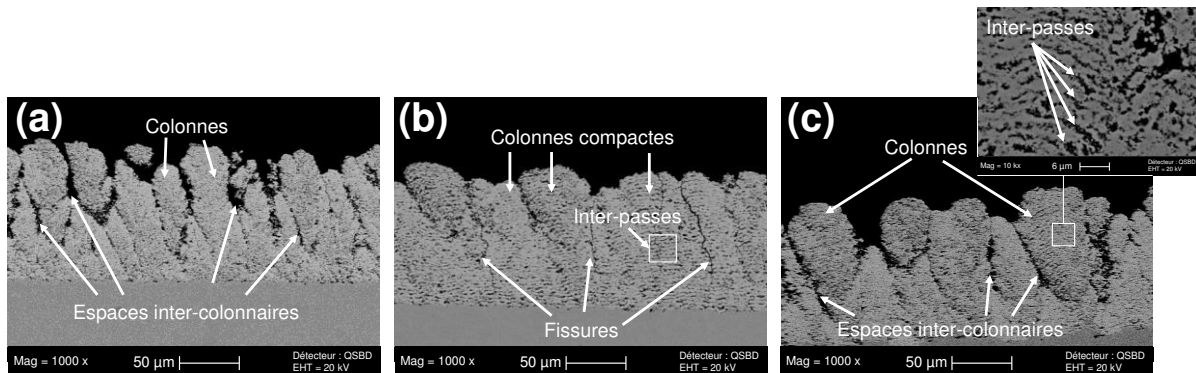 (a)
Colonnes
Espaces inter-colonnaires
Mag = 1000 x
50 µm
Détecteur : QSBD
EHT = 20 kV
(b)
Colonnes compactes
Inter-passes
Fissures
Mag = 1000 x
50 µm
Détecteur : QSBD
EHT = 20 kV
Inter-passes
Mag = 10 kx
6 µm
Détecteur : QSBD
EHT = 20 kV
(c)
Colonnes
Espaces inter-colonnaires
Mag = 1000 x
50 µm
Détecteur : QSBD
EHT = 20 kV